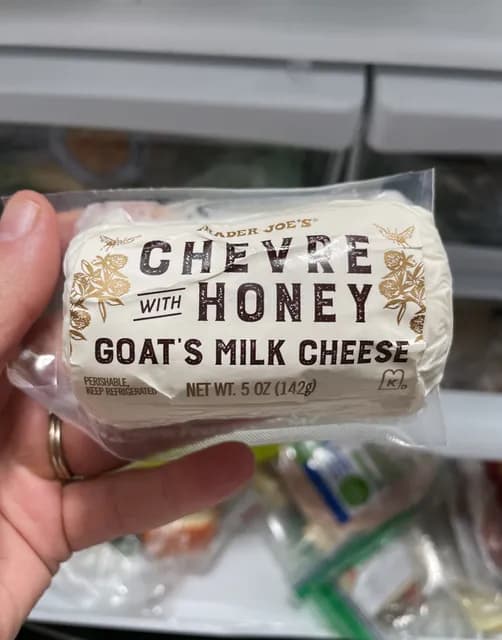 TRADER JOE'S
CHEVRE
WITH HONEY
GOAT'S MILK CHEESE
PERISHABLE,
KEEP REFRIGERATED
NET WT. 5 OZ (142g)
K D